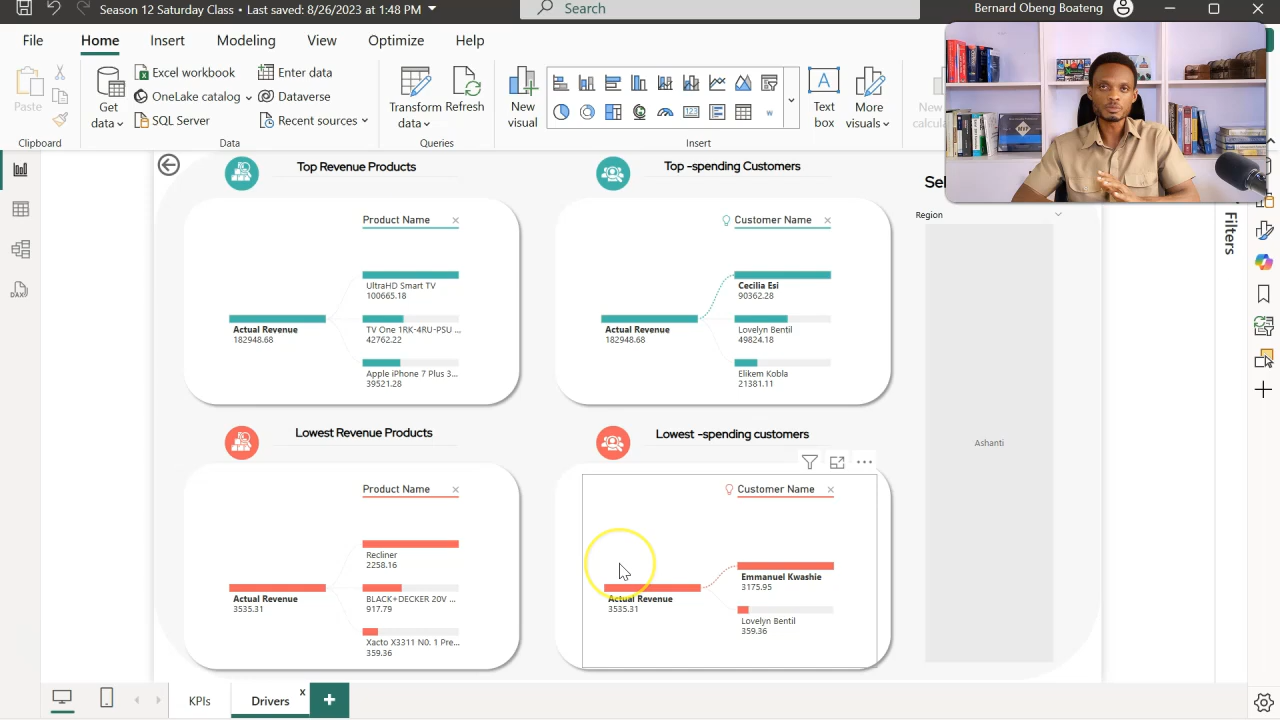 Season 12 Saturday Class • Last saved: 8/26/2023 at 1:48 PM
Search
Bernard Obeng Boateng
File
Home
Insert
Modeling
View
Optimize
Help
Paste
Clipboard
Get data
Excel workbook
OneLake catalog
SQL Server
Enter data
Dataverse
Recent sources
Data
Transform data
Refresh
Queries
New visual
Text box
More visuals
Insert
New
Top Revenue Products
Product Name
UltraHD Smart TV
100665.18
Actual Revenue
182948.68
TV One 1RK-4RU-PSU ...
42762.22
Apple iPhone 7 Plus 3...
39521.28
Top -spending Customers
Customer Name
Cecilia Esi
90362.28
Actual Revenue
182948.68
Lovelyn Bentil
49824.18
Elikem Kobla
21381.11
Region
Ashanti
Filters
Lowest Revenue Products
Product Name
Recliner
2258.16
Actual Revenue
3535.31
BLACK+DECKER 20V ...
917.79
Xacto X3311 N0. 1 Pre...
359.36
Lowest -spending customers
Customer Name
Emmanuel Kwashie
3175.95
Actual Revenue
3535.31
Lovelyn Bentil
359.36
KPIs
Drivers